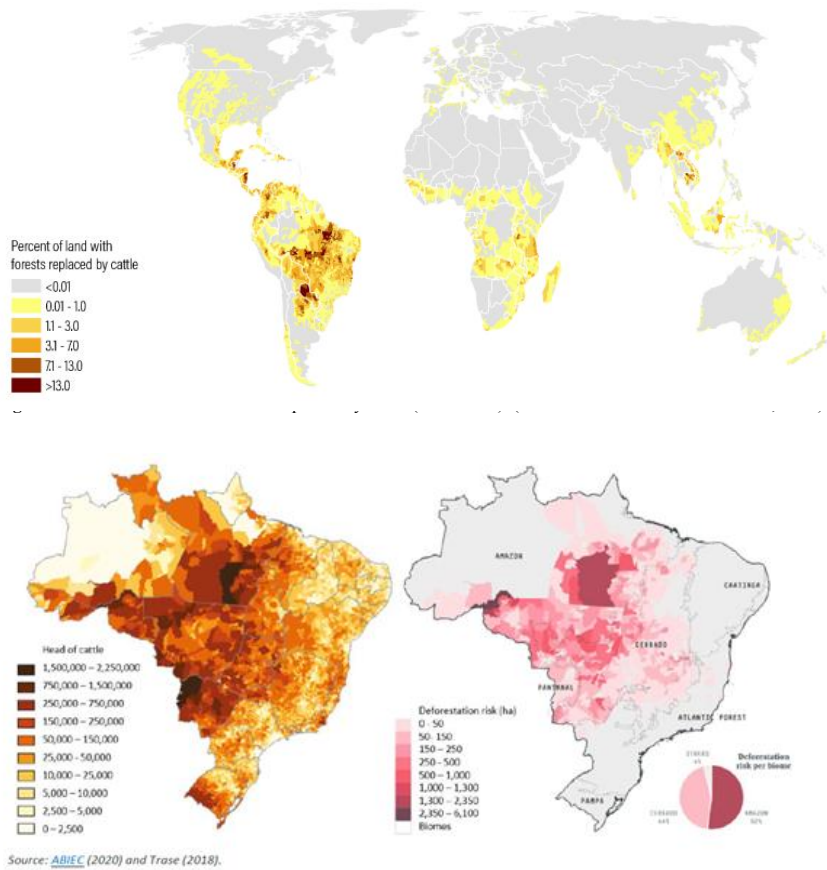 Percent of land with
forests replaced by cattle
<0.01
0.01 - 1.0
1.1 - 3.0
3.1 - 7.0
7.1 - 13.0
>13.0
Head of cattle
1,500,000 – 2,250,000
750,000 – 1,500,000
250,000 – 750,000
150,000 – 250,000
50,000 – 150,000
25,000 – 50,000
10,000 – 25,000
5,000 – 10,000
2,500 – 5,000
0 – 2,500
AMAZON
CAATINGA
CERRADO
PANTANAL
ATLANTIC FOREST
PAMPA
Deforestation risk (ha)
0 - 50
50- 150
150 – 250
250 - 500
500 – 1,000
1,000 – 1,300
1,300 – 2,350
2,350 – 6,100
Biomes
Deforestation
risk per biome
CERRADO
AMAZON
Source: ABIEC (2020) and Trase (2018).